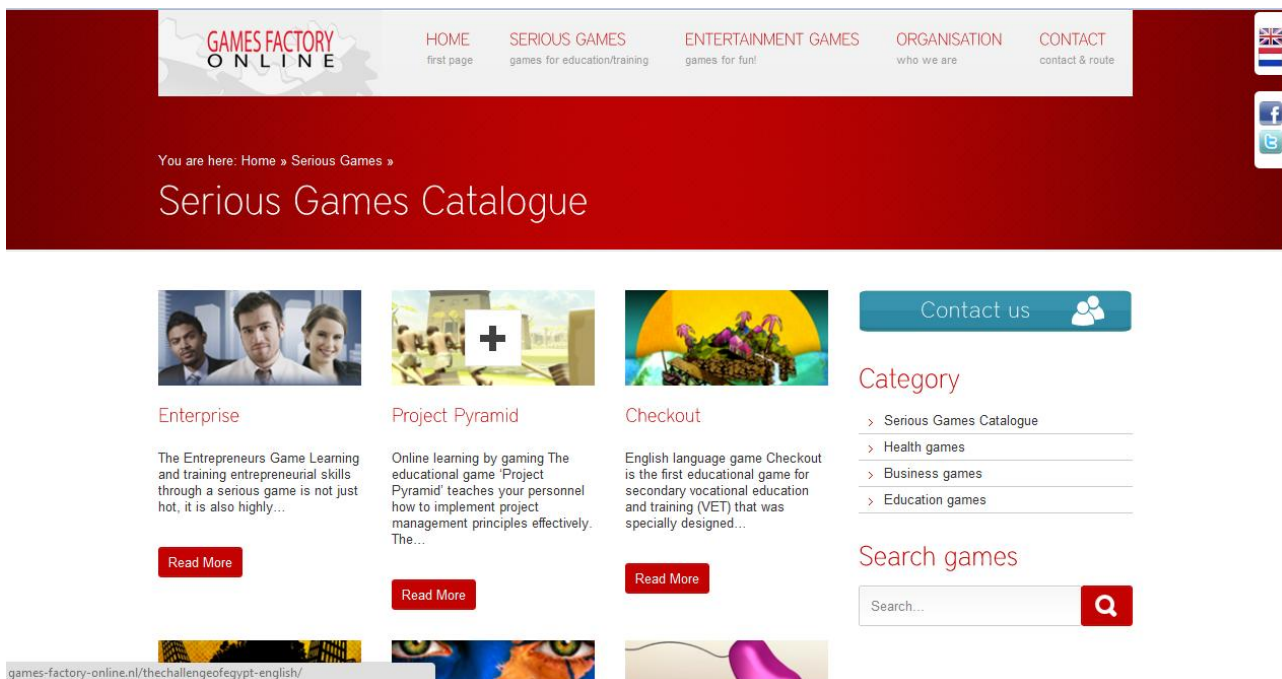 GAMES FACTORY
ONLINE
HOME
first page
SERIOUS GAMES
games for education/training
ENTERTAINMENT GAMES
games for fun!
ORGANISATION
who we are
CONTACT
contact & route
You are here: Home » Serious Games »
Serious Games Catalogue
Enterprise
The Entrepreneurs Game Learning
and training entrepreneurial skills
through a serious game is not just
hot, it is also highly…
Read More
Project Pyramid
Online learning by gaming The
educational game ‘Project
Pyramid’ teaches your personnel
how to implement project
management principles effectively.
The…
Read More
Checkout
English language game Checkout
is the first educational game for
secondary vocational education
and training (VET) that was
specially designed…
Read More
Contact us
Category
Serious Games Catalogue
Health games
Business games
Education games
Search games
Search...
games-factory-online.nl/thechallengeofegypt-english/